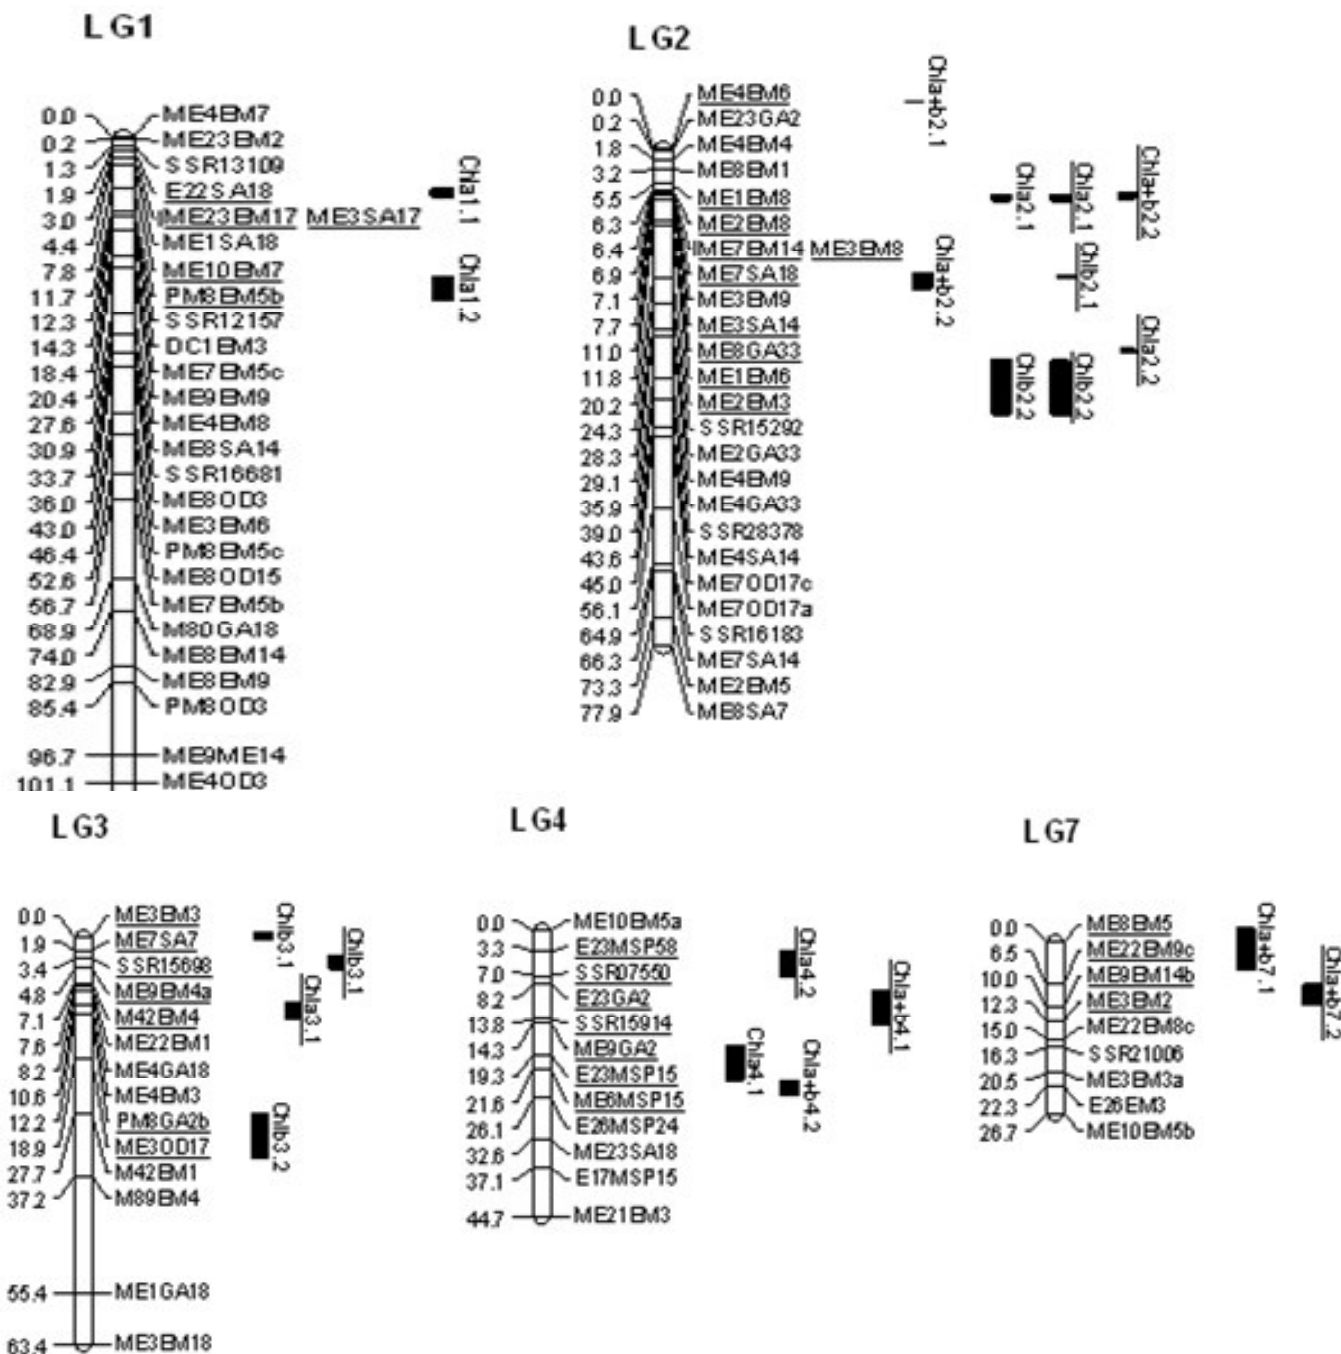 LG1
0.0 ME4BM7
0.2 ME23BM2
1.3 SSR13109
1.9 E22SA18
3.0 ME23BM17 ME3SA17
4.4 ME1SA18
7.8 ME10BM7
11.7 PM8BM5b
12.3 SSR12157
14.3 DC1BM3
18.4 ME7BM5c
20.4 ME9BM9
27.6 ME4BM8
30.9 ME8SA14
33.7 SSR16681
36.0 ME8OD3
43.0 ME3BM6
46.4 PM8BM5c
52.6 ME8OD15
56.7 ME7BM5b
68.9 M80GA18
74.0 ME8BM14
82.9 ME8BM9
85.4 PM8OD3
96.7 ME9ME14
101.1 ME4OD3
Chla1.1
Chla1.2
LG2
0.0 ME4BM6
0.2 ME23GA2
1.8 ME4BM4
3.2 ME8BM1
5.5 ME1BM8
6.3 ME2BM8
6.4 ME7BM14 ME3BM8
6.9 ME7SA18
7.1 ME3BM9
7.7 ME3SA14
11.0 ME8GA33
11.8 ME1BM6
20.2 ME2BM3
24.3 SSR15292
28.3 ME2GA33
29.1 ME4BM9
35.9 ME4GA33
39.0 SSR28378
43.6 ME4SA14
45.0 ME7OD17c
56.1 ME7OD17a
64.9 SSR16183
66.3 ME7SA14
73.3 ME2BM5
77.9 ME8SA7
Chla+b2.1
Chla+b2.2
Chla2.1
Chlb2.2
Chla2.1
Chlb2.1
Chlb2.2
Chla+b2.2
Chla2.2
LG3
0.0 ME3BM3
1.9 ME7SA7
3.4 SSR15698
4.8 ME9BM4a
7.1 M42BM4
7.6 ME22BM1
8.2 ME4GA18
10.6 ME4BM3
12.2 PM8GA2b
18.9 ME3OD17
27.7 M42BM1
37.2 M89BM4
55.4 ME1GA18
63.4 ME3BM18
Chlb3.1
Chlb3.2
Chla3.1
Chlb3.1
LG4
0.0 ME10BM5a
3.3 E23MSP58
7.0 SSR07550
8.2 E23GA2
13.8 SSR15914
14.3 ME9GA2
19.3 E23MSP15
21.6 ME6MSP15
26.1 E26MSP24
32.6 ME23SA18
37.1 E17MSP15
44.7 ME21BM3
Chla4.1
Chla4.2
Chla+b4.2
Chla+b4.1
LG7
0.0 ME8BM5
6.5 ME22BM9c
10.0 ME9BM14b
12.3 ME3BM2
15.0 ME22BM8c
16.3 SSR21006
20.5 ME3BM3a
22.3 E26EM3
26.7 ME10BM5b
Chla+b7.1
Chla+b7.2